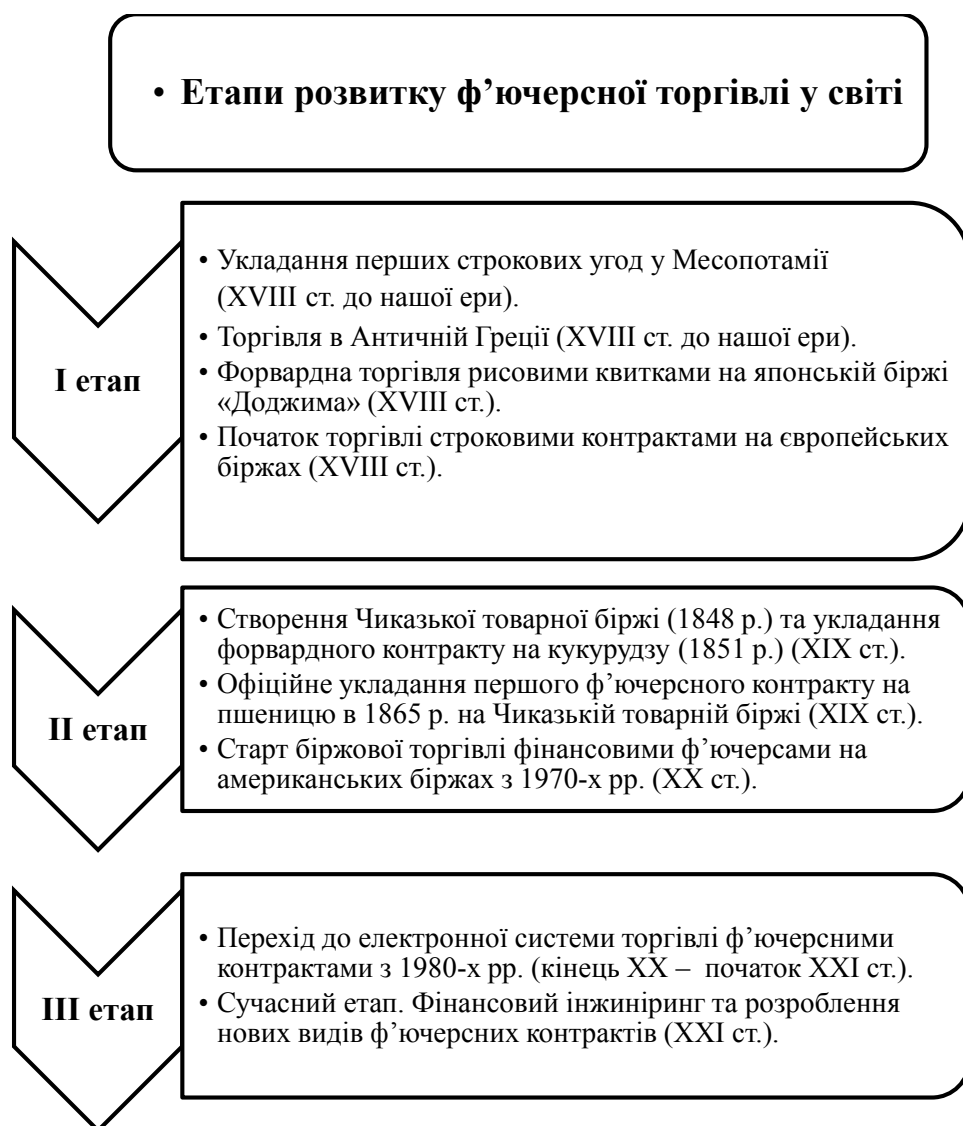 • Етапи розвитку ф’ючерсної торгівлі у світі
I етап
• Укладання перших строкових угод у Месопотамії
(XVIII ст. до нашої ери).
• Торгівля в Античній Греції (XVIII ст. до нашої ери).
• Форвардна торгівля рисовими квитками на японській біржі
«Доджима» (XVIII ст.).
• Початок торгівлі строковими контрактами на європейських
біржах (XVIII ст.).
II етап
• Створення Чиказької товарної біржі (1848 р.) та укладання
форвардного контракту на кукурудзу (1851 р.) (XIX ст.).
• Офіційне укладання першого ф’ючерсного контракту на
пшеницю в 1865 р. на Чиказькій товарній біржі (XIX ст.).
• Старт біржової торгівлі фінансовими ф’ючерсами на
американських біржах з 1970-х рр. (XX ст.).
III етап
• Перехід до електронної системи торгівлі ф’ючерсними
контрактами з 1980-х рр. (кінець XX – початок XXI ст.).
• Сучасний етап. Фінансовий інжиніринг та розроблення
нових видів ф’ючерсних контрактів (XXI ст.).